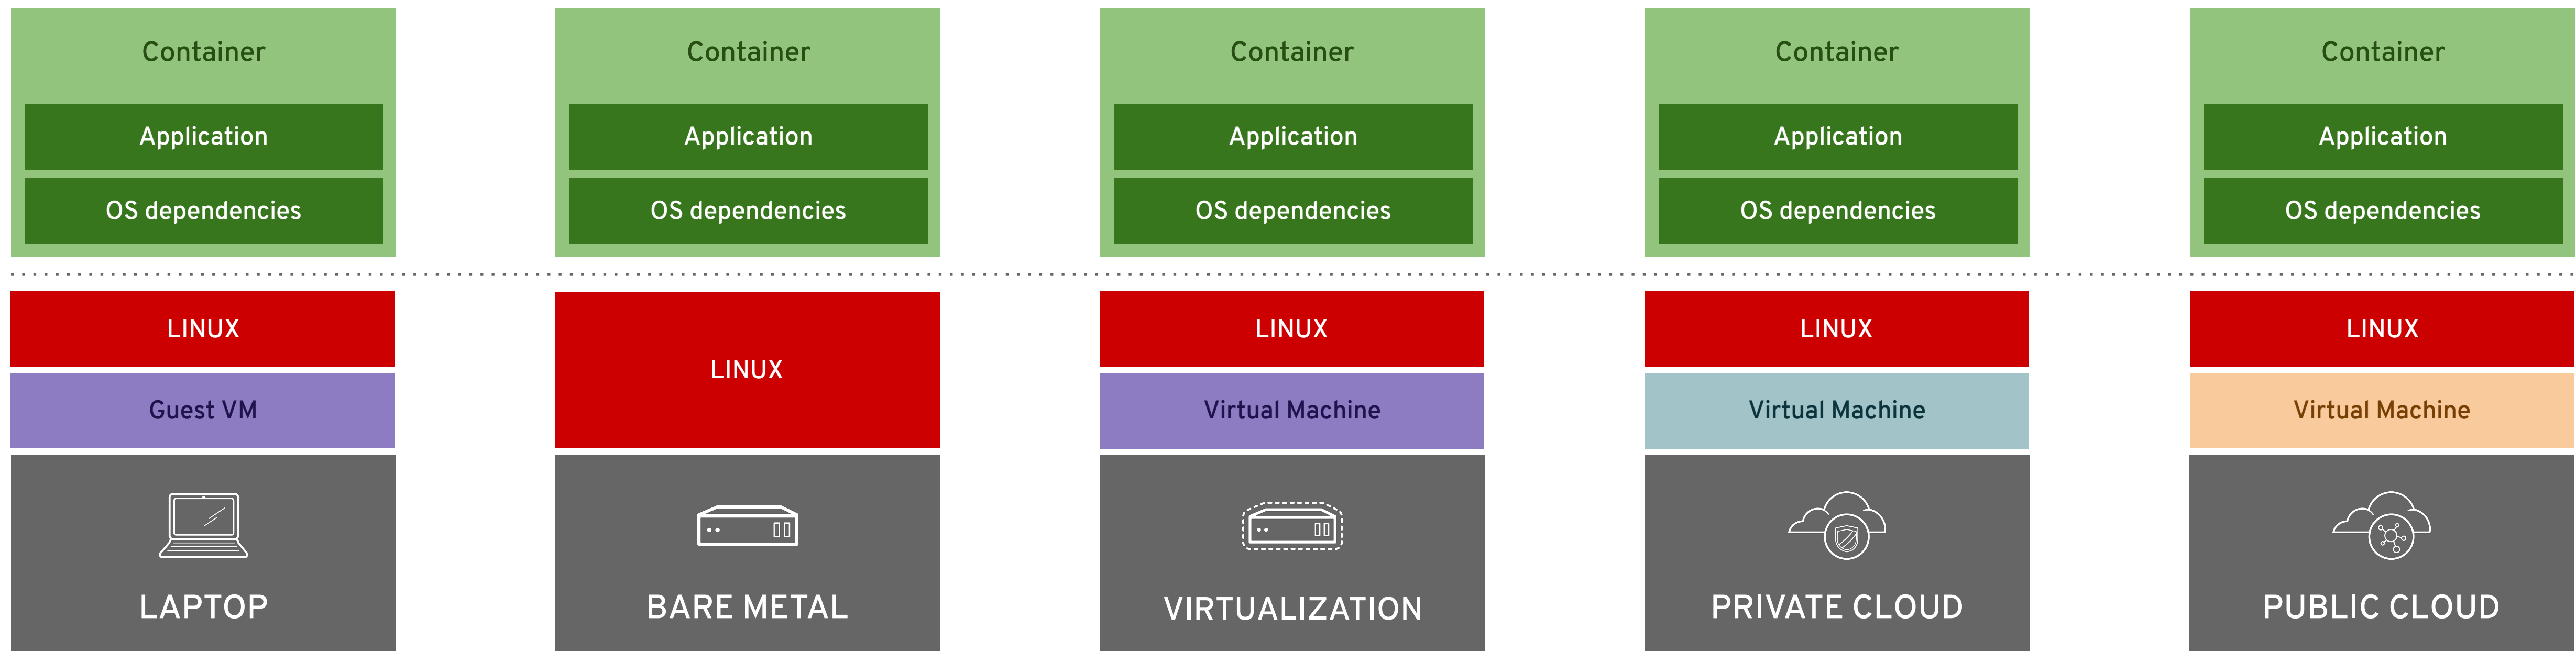 Container
Application
OS dependencies
LINUX
Guest VM
LAPTOP
Container
Application
OS dependencies
LINUX
BARE METAL
Container
Application
OS dependencies
LINUX
Virtual Machine
VIRTUALIZATION
Container
Application
OS dependencies
LINUX
Virtual Machine
PRIVATE CLOUD
Container
Application
OS dependencies
LINUX
Virtual Machine
PUBLIC CLOUD